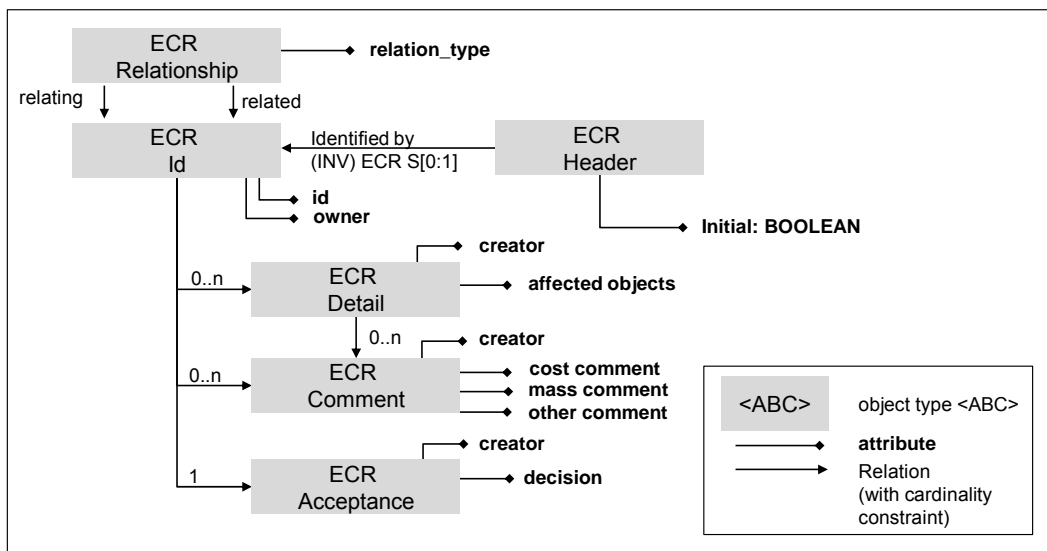 ECR
Relationship
relation_type
relating
related
ECR
Id
Identified by
(INV) ECR S[0:1]
ECR
Header
id
owner
Initial: BOOLEAN
creator
0..n
ECR
Detail
affected objects
0..n
creator
0..n
ECR
Comment
cost comment
mass comment
other comment
creator
1
ECR
Acceptance
decision
<ABC>
object type <ABC>
attribute
Relation
(with cardinality
constraint)